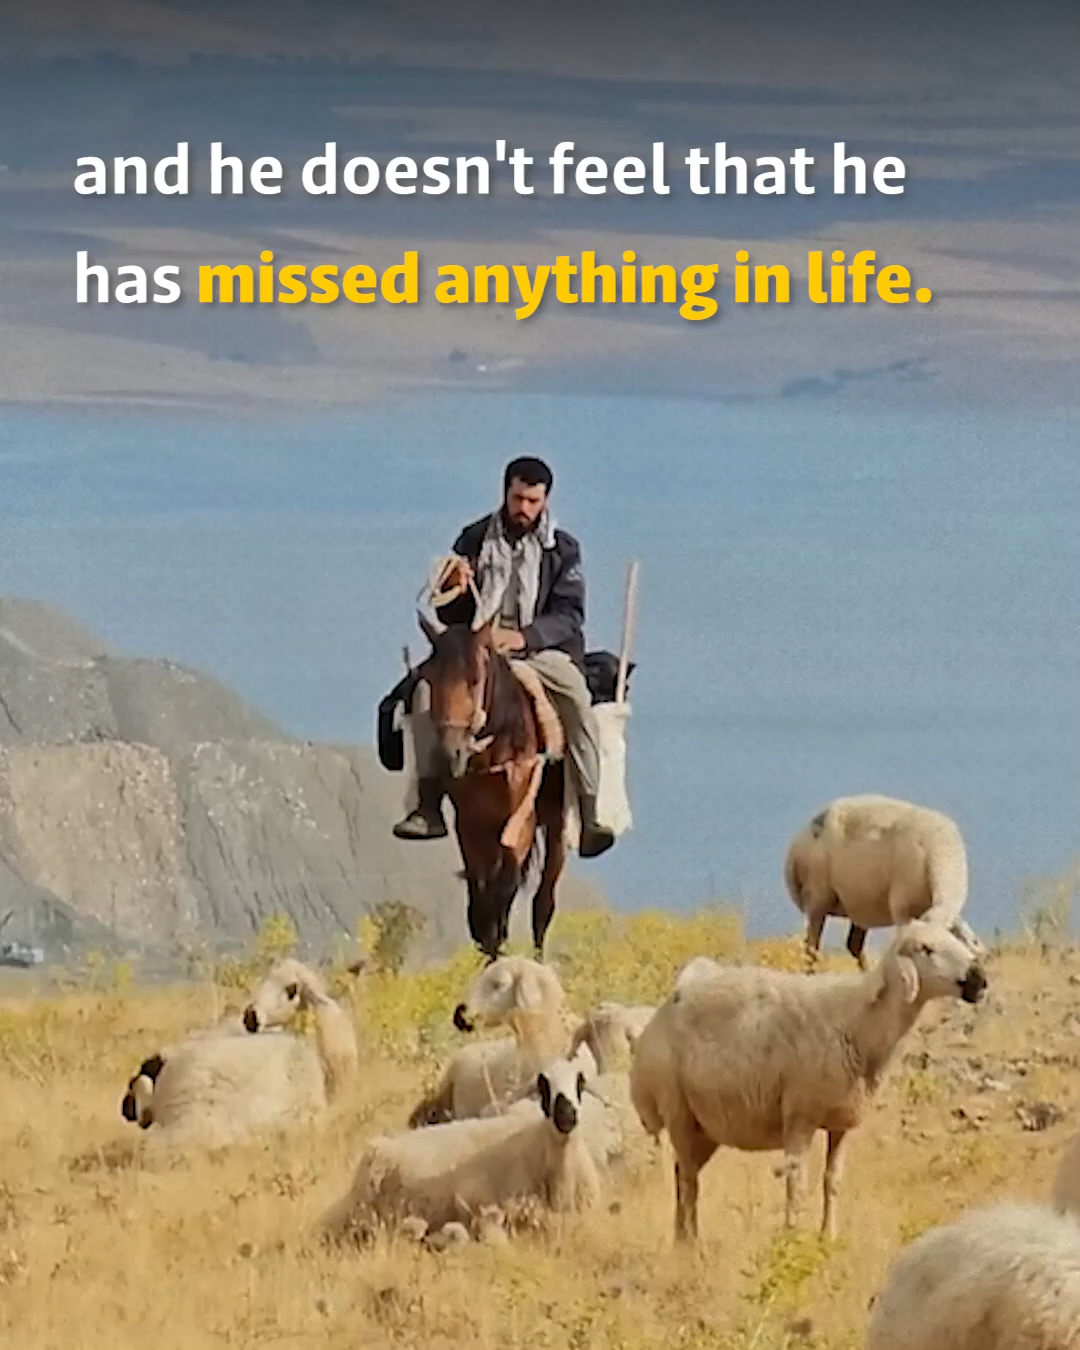 and he doesn't feel that he
has missed anything in life.